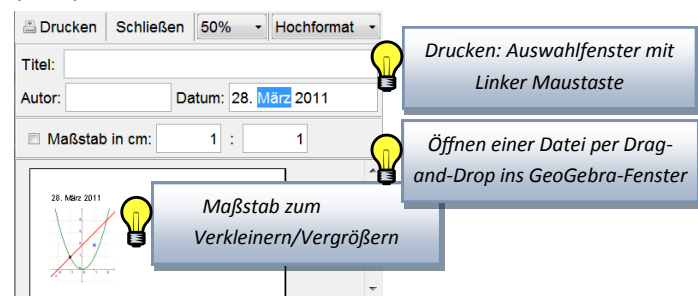 Drucken Schließen 50% Hochformat
Titel:
Autor: Datum: 28. März 2011
Maßstab in cm: 1 : 1
28. März 2011
Drucken: Auswahlfenster mit
Linker Maustaste
Öffnen einer Datei per Drag-
and-Drop ins GeoGebra-Fenster
Maßstab zum
Verkleinern/Vergrößern